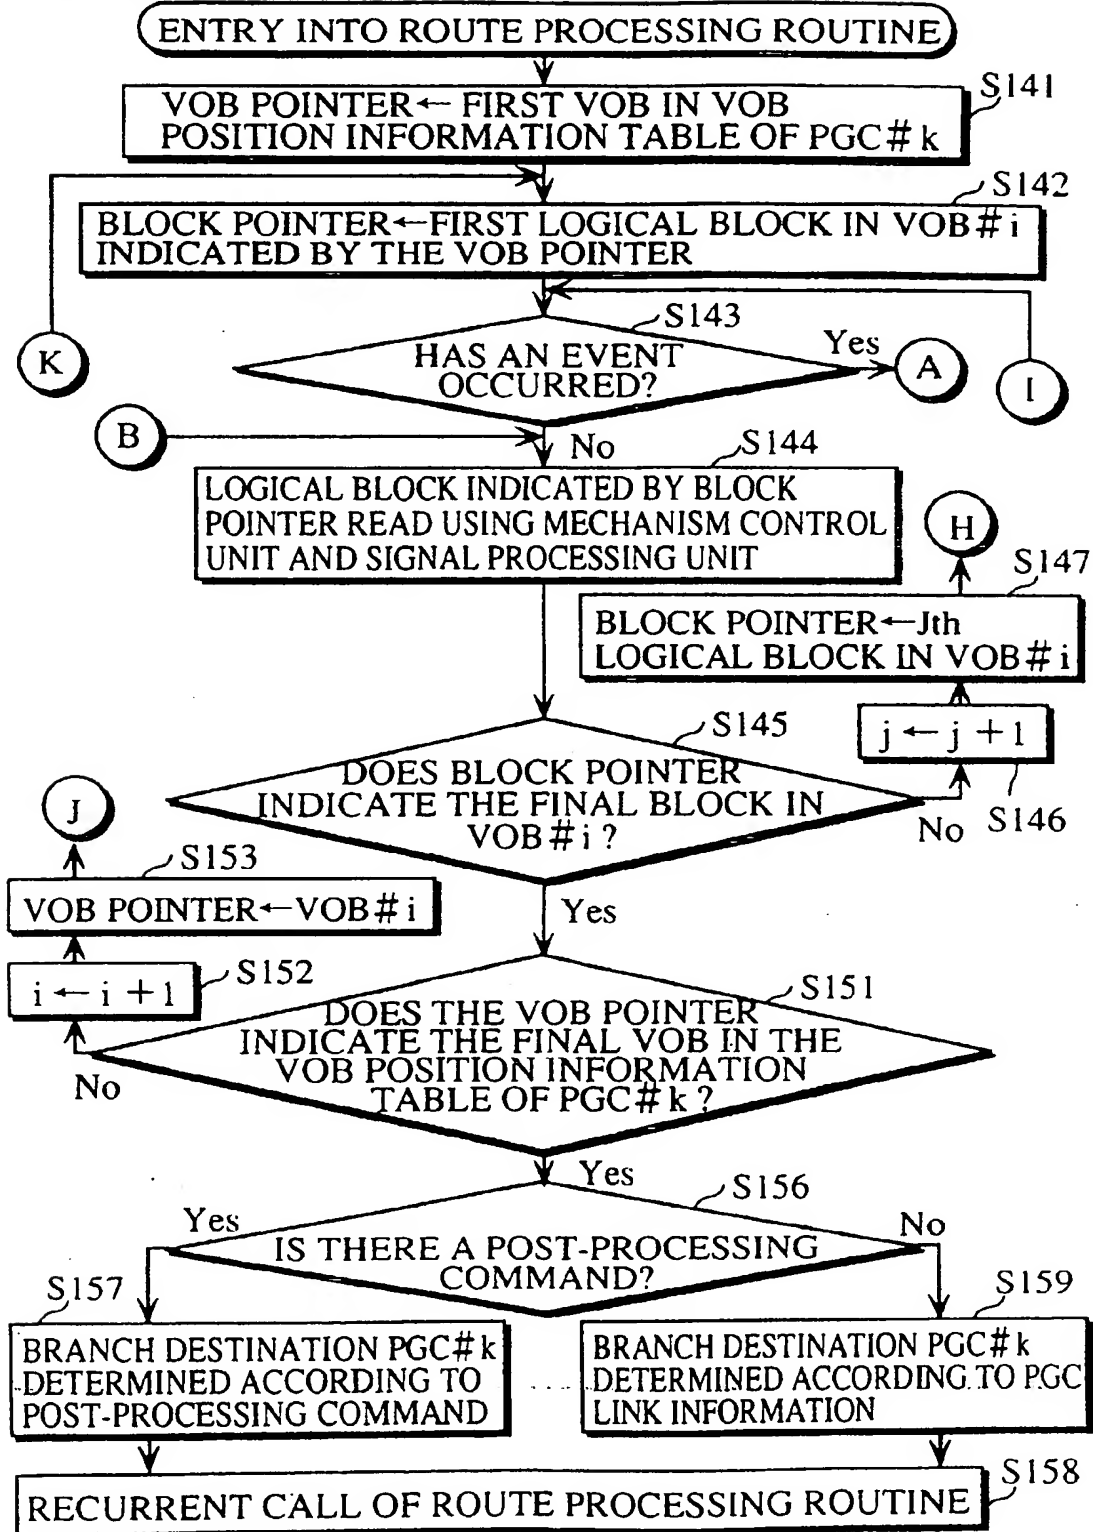 ENTRY INTO ROUTE PROCESSING ROUTINE
S141
VOB POINTER←FIRST VOB IN VOB
POSITION INFORMATION TABLE OF PGC#k
S142
BLOCK POINTER←FIRST LOGICAL BLOCK IN VOB#i
INDICATED BY THE VOB POINTER
S143
HAS AN EVENT
OCCURRED?
Yes
A
K
I
B
No
S144
LOGICAL BLOCK INDICATED BY BLOCK
POINTER READ USING MECHANISM CONTROL
UNIT AND SIGNAL PROCESSING UNIT
H
S147
BLOCK POINTER←Jth
LOGICAL BLOCK IN VOB#i
j←j+1
S146
S145
DOES BLOCK POINTER
INDICATE THE FINAL BLOCK IN
VOB#i?
No
Yes
J
S153
VOB POINTER←VOB#i
S152
i←i+1
S151
DOES THE VOB POINTER
INDICATE THE FINAL VOB IN THE
VOB POSITION INFORMATION
TABLE OF PGC#k?
No
Yes
S156
IS THERE A POST-PROCESSING
COMMAND?
Yes
No
S157
BRANCH DESTINATION PGC#k
DETERMINED ACCORDING TO
POST-PROCESSING COMMAND
S159
BRANCH DESTINATION PGC#k
DETERMINED ACCORDING TO PGC
LINK INFORMATION
S158
RECURRENT CALL OF ROUTE PROCESSING ROUTINE